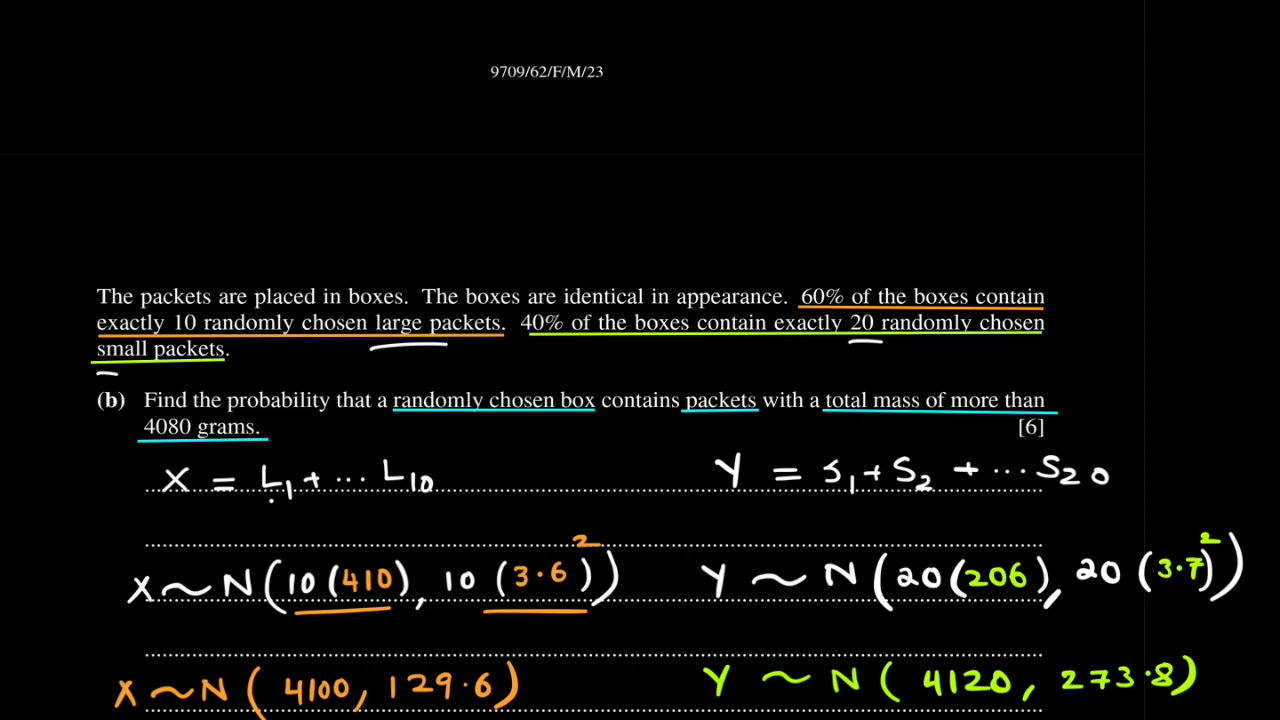 9709/62/F/M/23
The packets are placed in boxes. The boxes are identical in appearance. 60% of the boxes contain
exactly 10 randomly chosen large packets. 40% of the boxes contain exactly 20 randomly chosen
small packets.
(b) Find the probability that a randomly chosen box contains packets with a total mass of more than
4080 grams. [6]
X = L₁ + ... L₁₀ Y = S₁ + S₂ + ... S₂₀
X ~ N(10(410), 10(3.6)²) Y ~ N(20(206), 20(3.7)²)
X ~ N(4100, 129.6) Y ~ N(4120, 273.8)